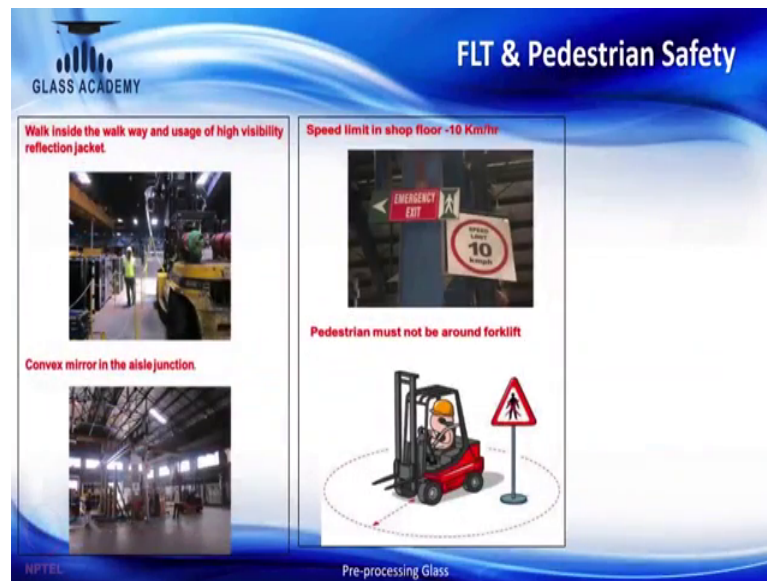 GLASS ACADEMY
FLT & Pedestrian Safety
Walk inside the walk way and usage of high visibility
reflection jacket.
Convex mirror in the aisle junction.
Speed limit in shop floor -10 Km/hr
EMERGENCY
EXIT
SPEED
LIMIT
10
kmph
Pedestrian must not be around forklift
NPTEL
Pre-processing Glass